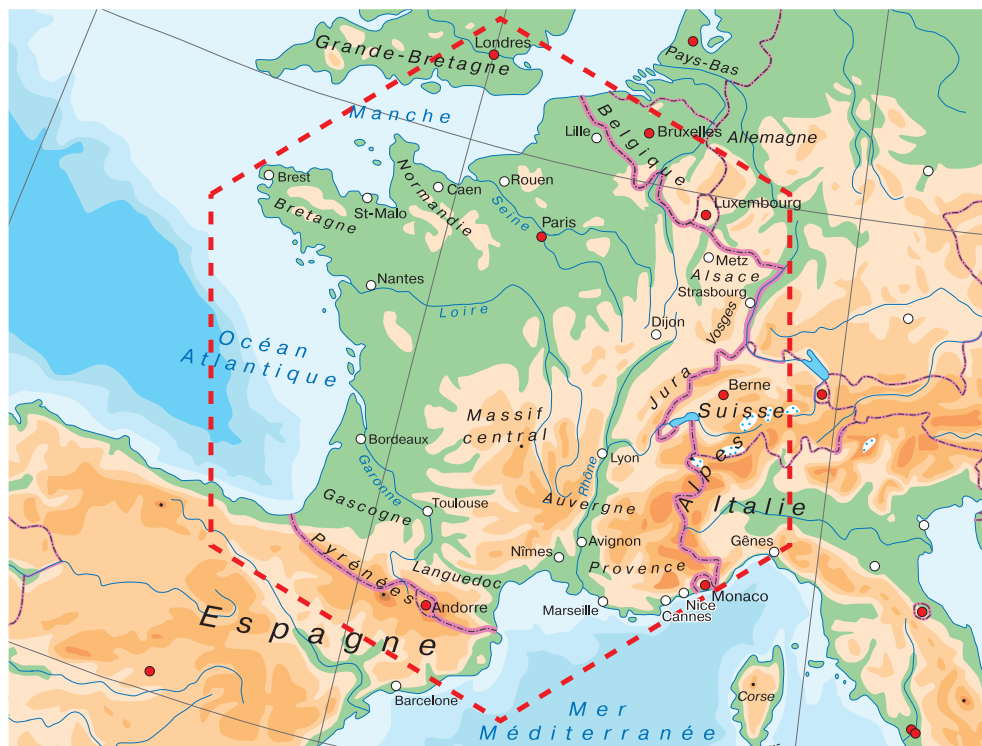 Londres
Grande-Bretagne
Pays-Bas
Manche
Belgique
Lille
Bruxelles
Allemagne
Brest
Bretagne
St-Malo
Normandie
Caen
Rouen
Seine
Paris
Luxembourg
Metz
Alsace
Strasbourg
Vosges
Nantes
Loire
Dijon
Océan
Atlantique
Jura
Berne
Suisse
Massif
central
Bordeaux
Garonne
Lyon
Rhône
Alpes
Auvergne
Italie
Gascogne
Toulouse
Nîmes
Avignon
Provence
Gênes
Pyrénées
Languedoc
Andorre
Marseille
Cannes
Nice
Monaco
Espagne
Barcelone
Corse
Mer
Méditerranée